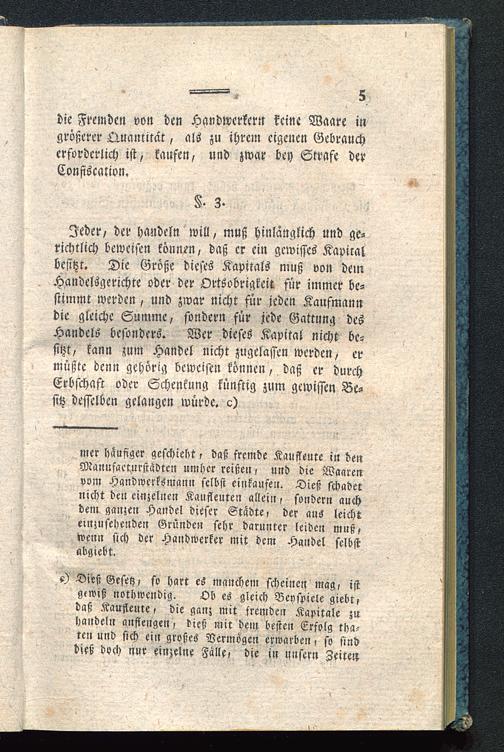 5
die Fremden von den Handwerkern keine Waare in
größerer Quantität, als zu ihrem eigenen Gebrauch
erforderlich ist, kaufen, und zwar bey Strafe der
Confiscation.
§. 3.
Jeder, der handeln will, muß hinlänglich und ge-
richtlich beweisen können, daß er ein gewisses Kapital
besitzt. Die Größe dieses Kapitals muß von dem
Handelsgerichte oder der Ortsobrigkeit für immer be-
stimmt werden, und zwar nicht für jeden Kaufmann
die gleiche Summe, sondern für jede Gattung des
Handels besonders. Wer dieses Kapital nicht be-
sitzt, kann zum Handel nicht zugelassen werden, er
müßte denn gehörig beweisen können, daß er durch
Erbschaft oder Schenkung künftig zum gewissen Be-
sitz desselben gelangen würde. c)
mer häufiger geschieht, daß fremde Kaufleute in den
Manufacturstädten umher reisen, und die Waaren
vom Handwerksmann selbst einkaufen. Dieß schadet
nicht den einzelnen Kaufleuten allein, sondern auch
dem ganzen Handel dieser Städte, der aus leicht
einzusehenden Gründen sehr darunter leiden muß,
wenn sich der Handwerker mit dem Handel selbst
abgiebt.
c) Dieß Gesetz, so hart es manchem scheinen mag, ist
gewiß nothwendig. Ob es gleich Beyspiele giebt,
daß Kaufleute, die ganz mit fremden Kapitale zu
handeln anfiengen, dieß mit dem besten Erfolg tha-
ten und sich ein großes Vermögen erwarben, so sind
dieß doch nur einzelne Fälle, die in unsern Zeiten